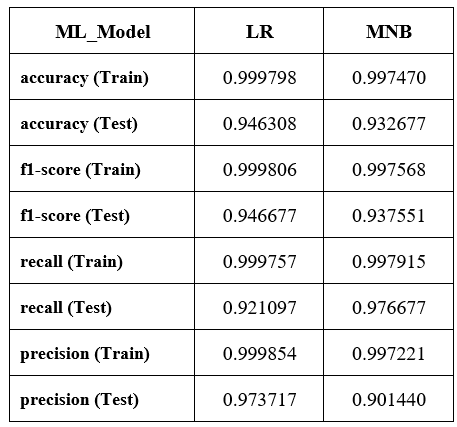 ML_Model LR MNB
accuracy (Train) 0.999798 0.997470
accuracy (Test) 0.946308 0.932677
f1-score (Train) 0.999806 0.997568
f1-score (Test) 0.946677 0.937551
recall (Train) 0.999757 0.997915
recall (Test) 0.921097 0.976677
precision (Train) 0.999854 0.997221
precision (Test) 0.973717 0.901440